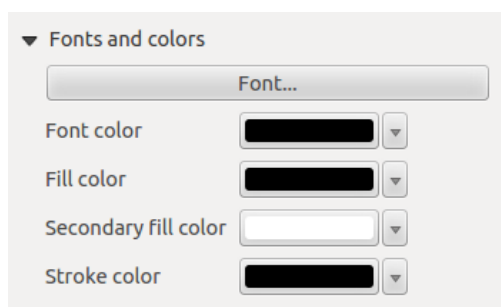 Fonts and colors
Font...
Font color
Fill color
Secondary fill color
Stroke color